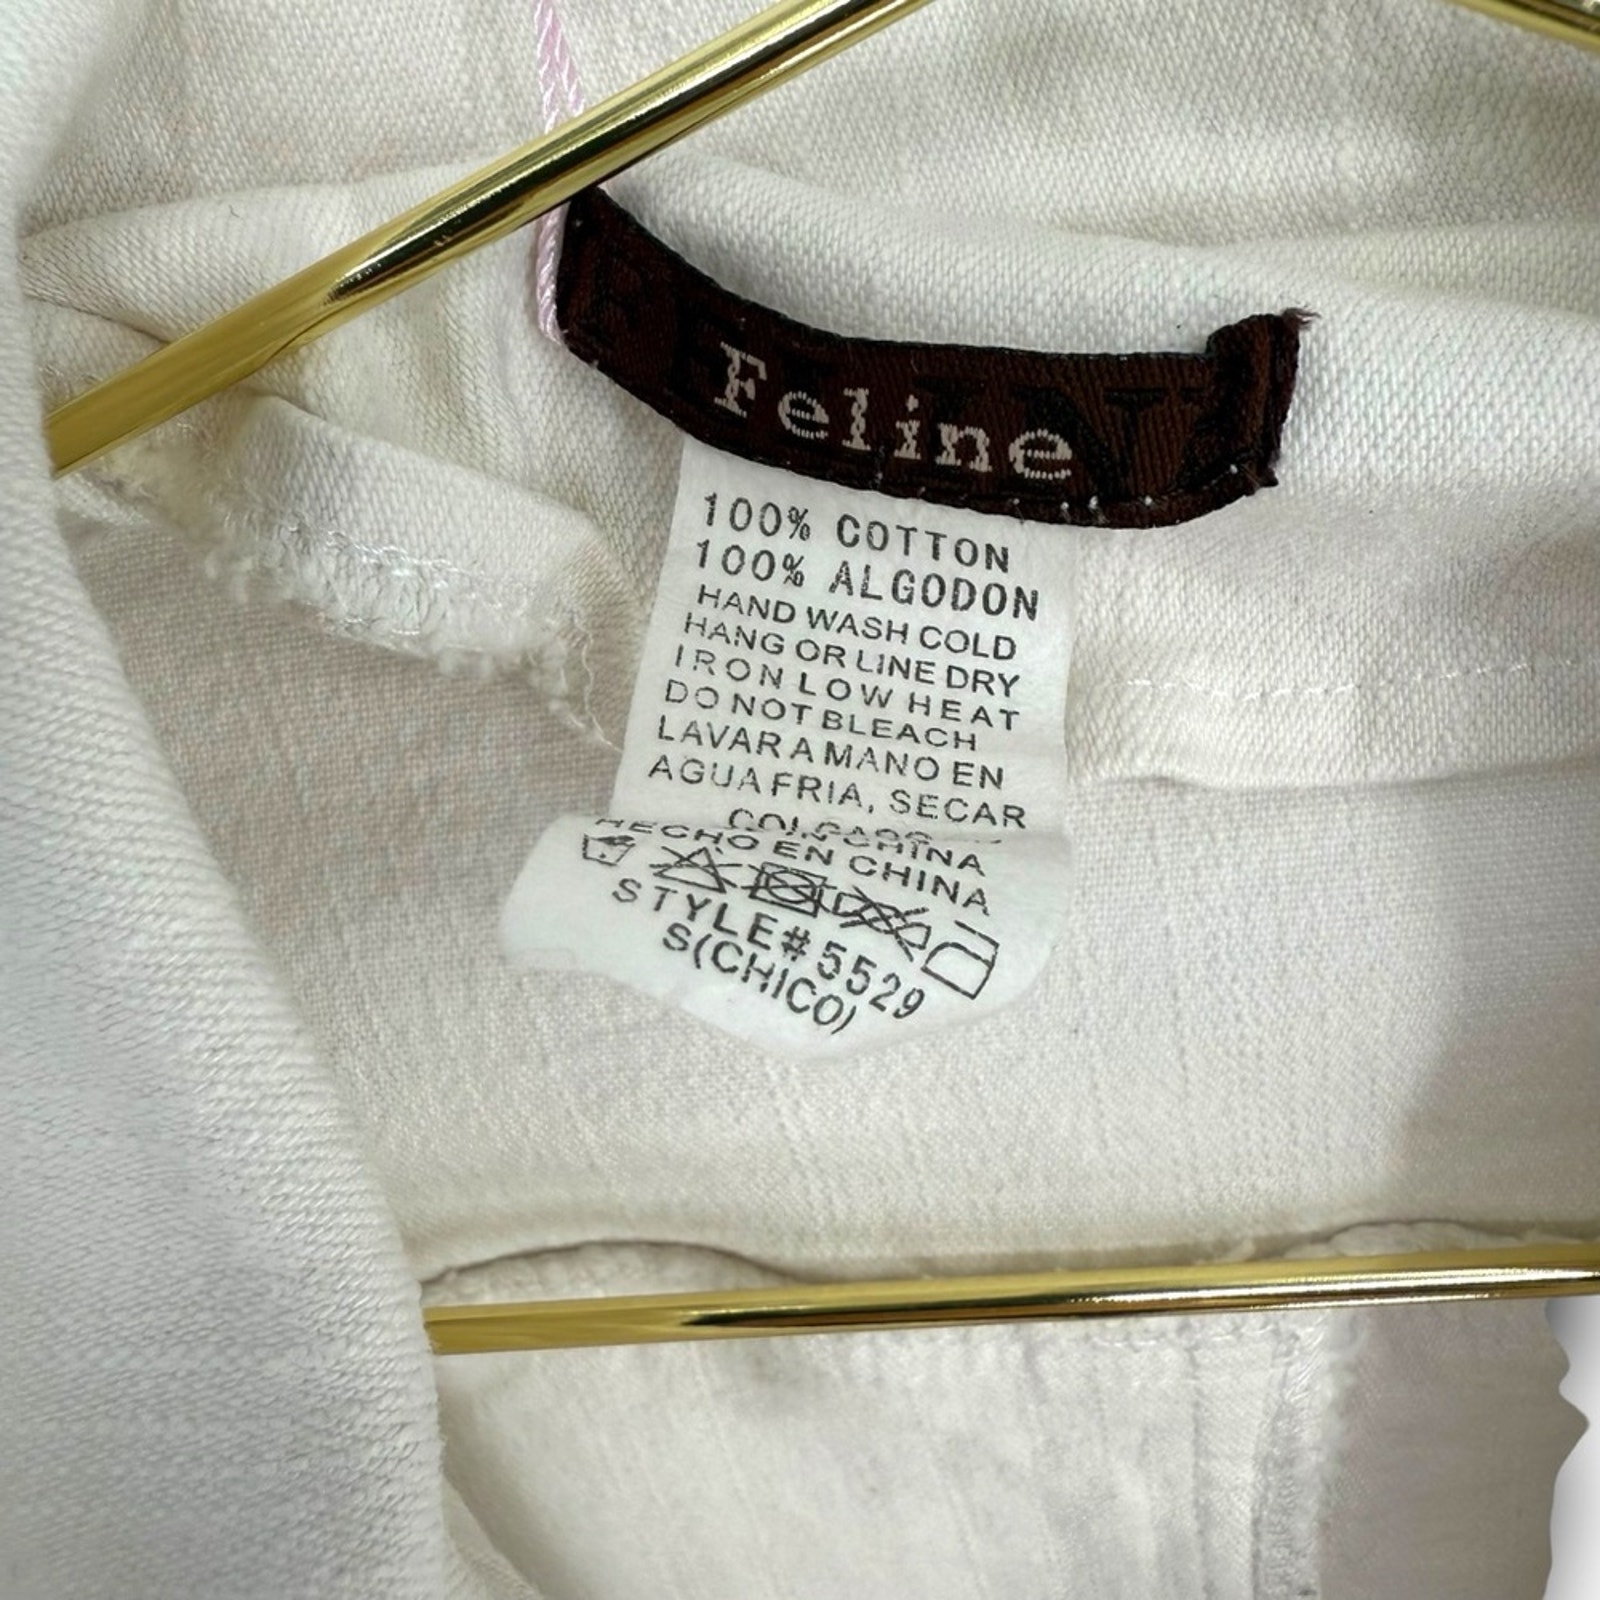 Feline
100% COTTON
100% ALGODON
HAND WASH COLD
HANG OR LINE DRY
IRON LOW HEAT
DO NOT BLEACH
LAVAR A MANO EN
AGUA FRIA, SECAR
CHINA
HECHO EN CHINA
STYLE#5529
S(CHICO)